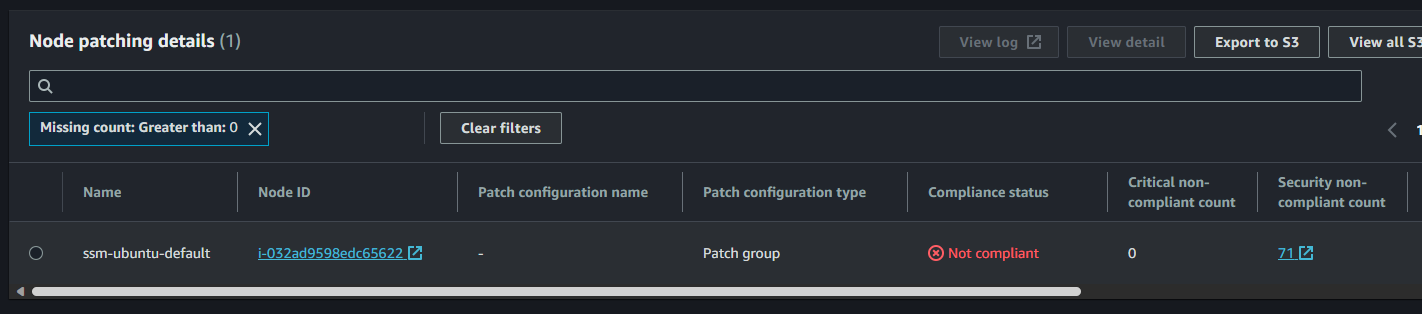 Node patching details (1)
View log
View detail
Export to S3
View all S3
Missing count: Greater than: 0
Clear filters
1
Name
Node ID
Patch configuration name
Patch configuration type
Compliance status
Critical non-
compliant count
Security non-
compliant count
ssm-ubuntu-default
i-032ad9598edc65622
-
Patch group
Not compliant
0
71